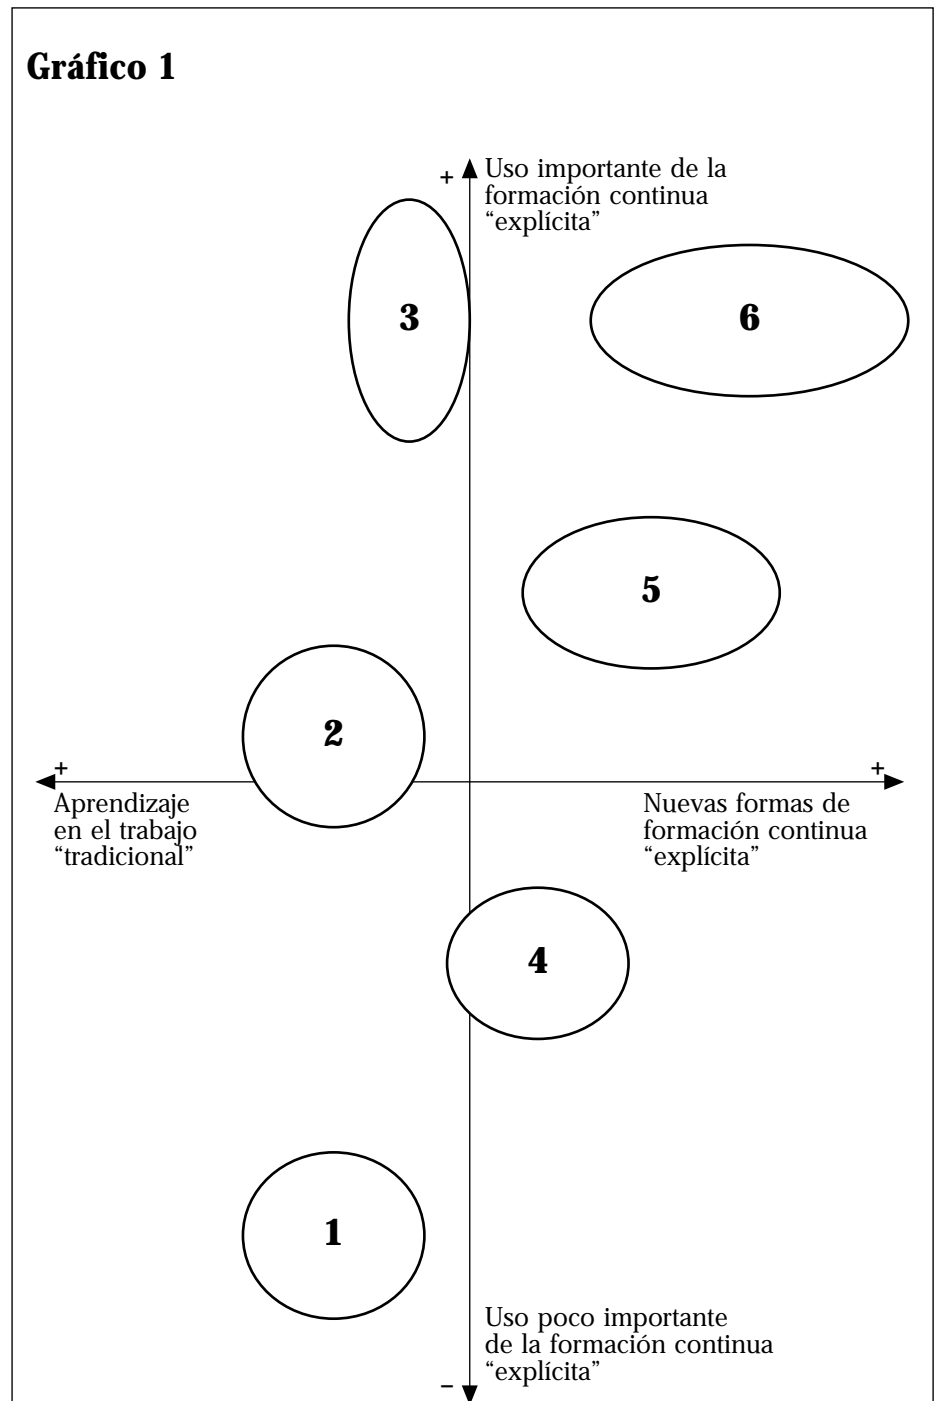 Gráfico 1
+
Uso importante de la
formación continua
“explícita”
3
6
5
2
+
+
Aprendizaje
en el trabajo
“tradicional”
Nuevas formas de
formación continua
“explícita”
4
1
Uso poco importante
de la formación continua
“explícita”
−